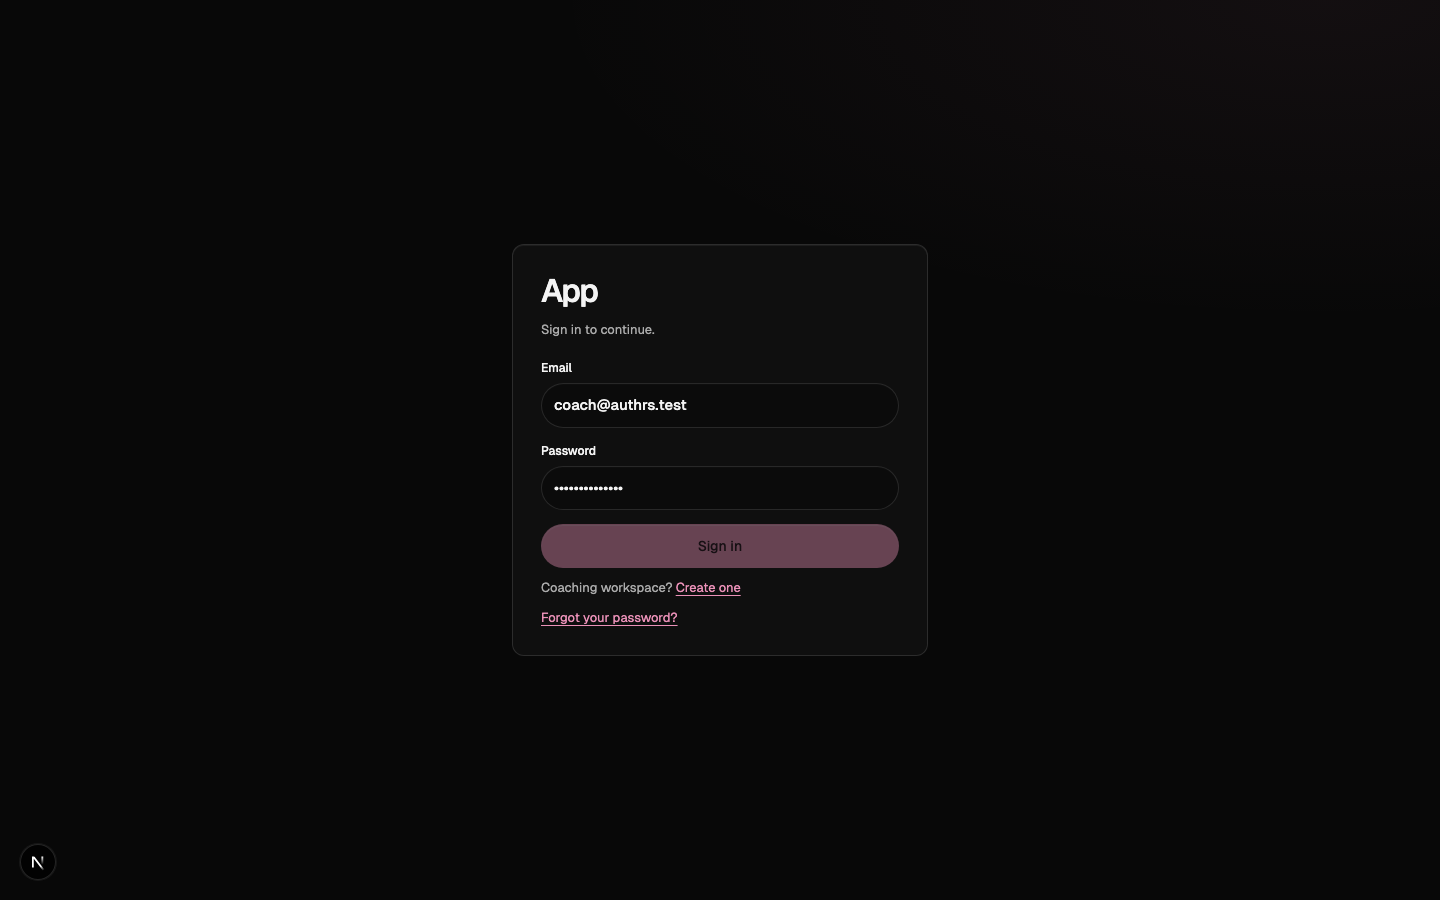 App
Sign in to continue.
Email
coach@authrs.test
Password
••••••••••••••
Sign in
Coaching workspace? Create one
Forgot your password?
N